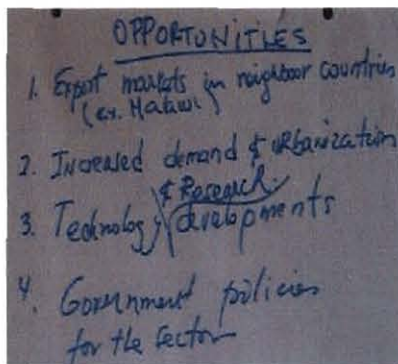 OPPORTUNITIES
1. Export markets in neighbour countries
(ex. Malawi)
2. Increased demand & urbanization
& Research
3. Technology developments
4. Government policies
for the sector